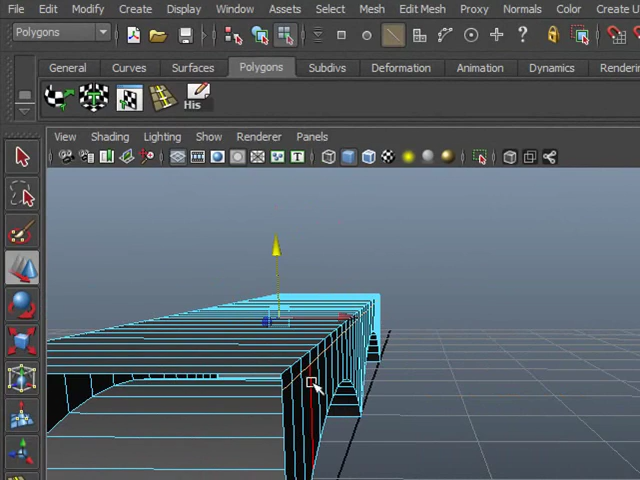 File Edit Modify Create Display Window Assets Select Mesh Edit Mesh Proxy Normals Color Create
Polygons
General Curves Surfaces Polygons Subdivs Deformation Animation Dynamics
His
View Shading Lighting Show Renderer Panels